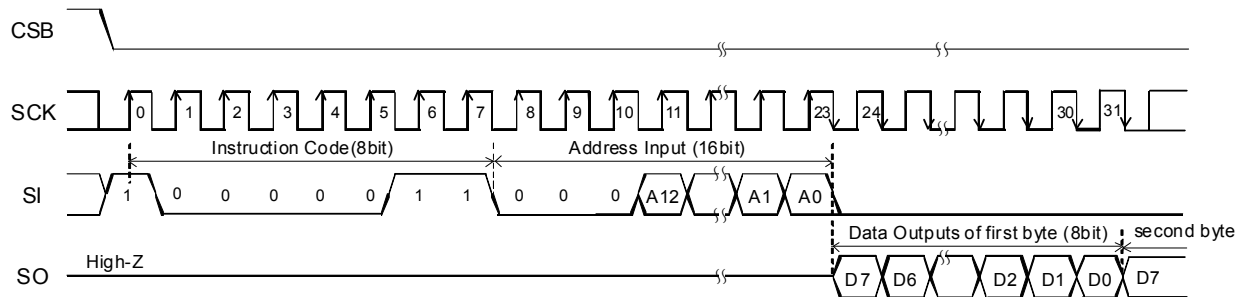 CSB
SCK 0 1 2 3 4 5 6 7 8 9 10 11 23 24 30 31
Instruction Code(8bit) Address Input (16bit)
SI 1 0 0 0 0 0 1 1 0 0 0 A12 A1 A0
Data Outputs of first byte (8bit) second byte
High-Z
SO D7 D6 D2 D1 D0 D7